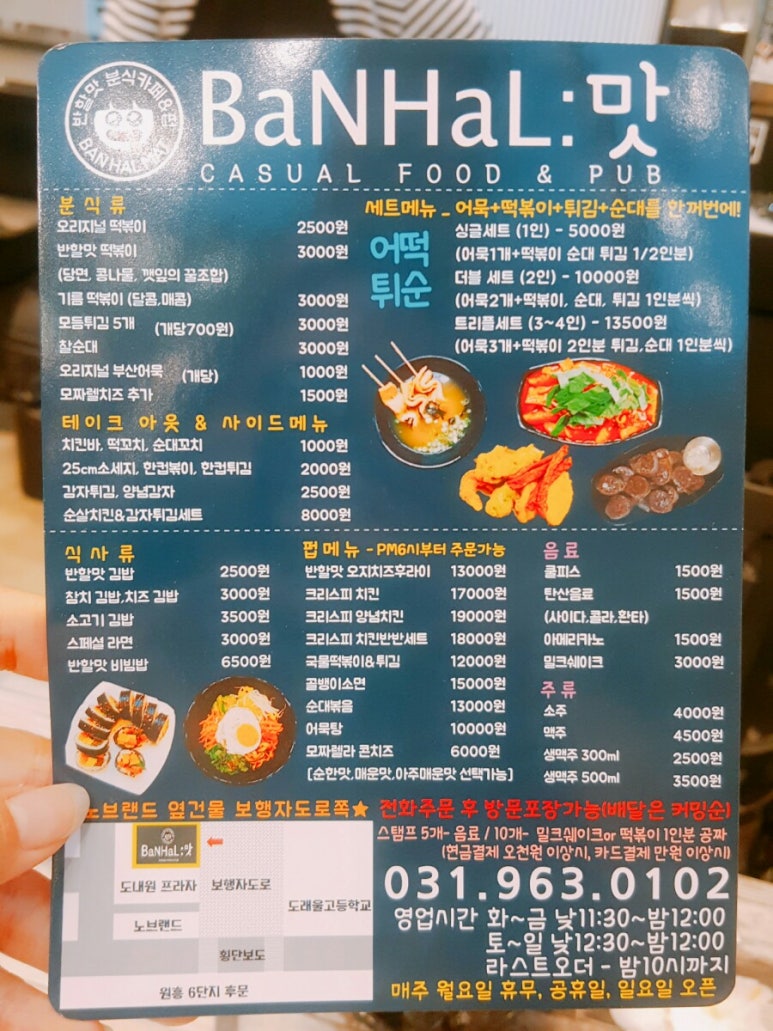 반할맛 분식카페&펍
BANHALMAT
BaNHaL:맛
CASUAL FOOD & PUB
분식류
오리지널 떡볶이 2500원
반할맛 떡볶이 3000원
(당면, 콩나물, 깻잎의 꿀조합)
기름 떡볶이 (달콤,매콤) 3000원
모듬튀김 5개 (개당700원) 3000원
찰순대 3000원
오리지널 부산어묵 (개당) 1000원
모짜렐치즈 추가 1500원
세트메뉴_ 어묵+떡볶이+튀김+순대를 한꺼번에!
어떡
튀순
싱글세트 (1인) - 5000원
(어묵1개+떡볶이 순대 튀김 1/2인분)
더블 세트 (2인) - 10000원
(어묵2개+떡볶이, 순대, 튀김 1인분씩)
트리플세트 (3~4인) - 13500원
(어묵3개+떡볶이 2인분 튀김,순대 1인분씩)
테이크 아웃 & 사이드메뉴
치킨바, 떡꼬치, 순대꼬치 1000원
25cm소세지, 한컵볶이, 한컵튀김 2000원
감자튀김, 양념감자 2500원
순살치킨&감자튀김세트 8000원
식사류
반할맛 김밥 2500원
참치 김밥,치즈 김밥 3000원
소고기 김밥 3500원
스페셜 라면 3000원
반할맛 비빔밥 6500원
펍메뉴 - PM6시부터 주문가능
반할맛 오지치즈후라이 13000원
크리스피 치킨 17000원
크리스피 양념치킨 19000원
크리스피 치킨반반세트 18000원
국물떡볶이&튀김 12000원
골뱅이소면 15000원
순대볶음 13000원
어묵탕 10000원
모짜렐라 콘치즈 6000원
[순한맛,매운맛,아주매운맛 선택가능]
음료
쿨피스 1500원
탄산음료 1500원
(사이다,콜라,환타)
아메리카노 1500원
밀크쉐이크 3000원
주류
소주 4000원
맥주 4500원
생맥주 300ml 2500원
생맥주 500ml 3500원
노브랜드 옆건물 보행자도로쪽★
전화주문 후 방문포장가능(배달은 커밍순)
스탬프 5개- 음료 / 10개- 밀크쉐이크or 떡볶이 1인분 공짜
(현금결제 오천원 이상시, 카드결제 만원 이상시)
031.963.0102
영업시간 화~금 낮11:30~밤12:00
토~일 낮12:30~밤12:00
라스트오더 - 밤10시까지
매주 월요일 휴무, 공휴일, 일요일 오픈
BaNHaL:맛
도내원 프라자
보행자도로
도래울고등학교
노브랜드
횡단보도
원흥 6단지 후문